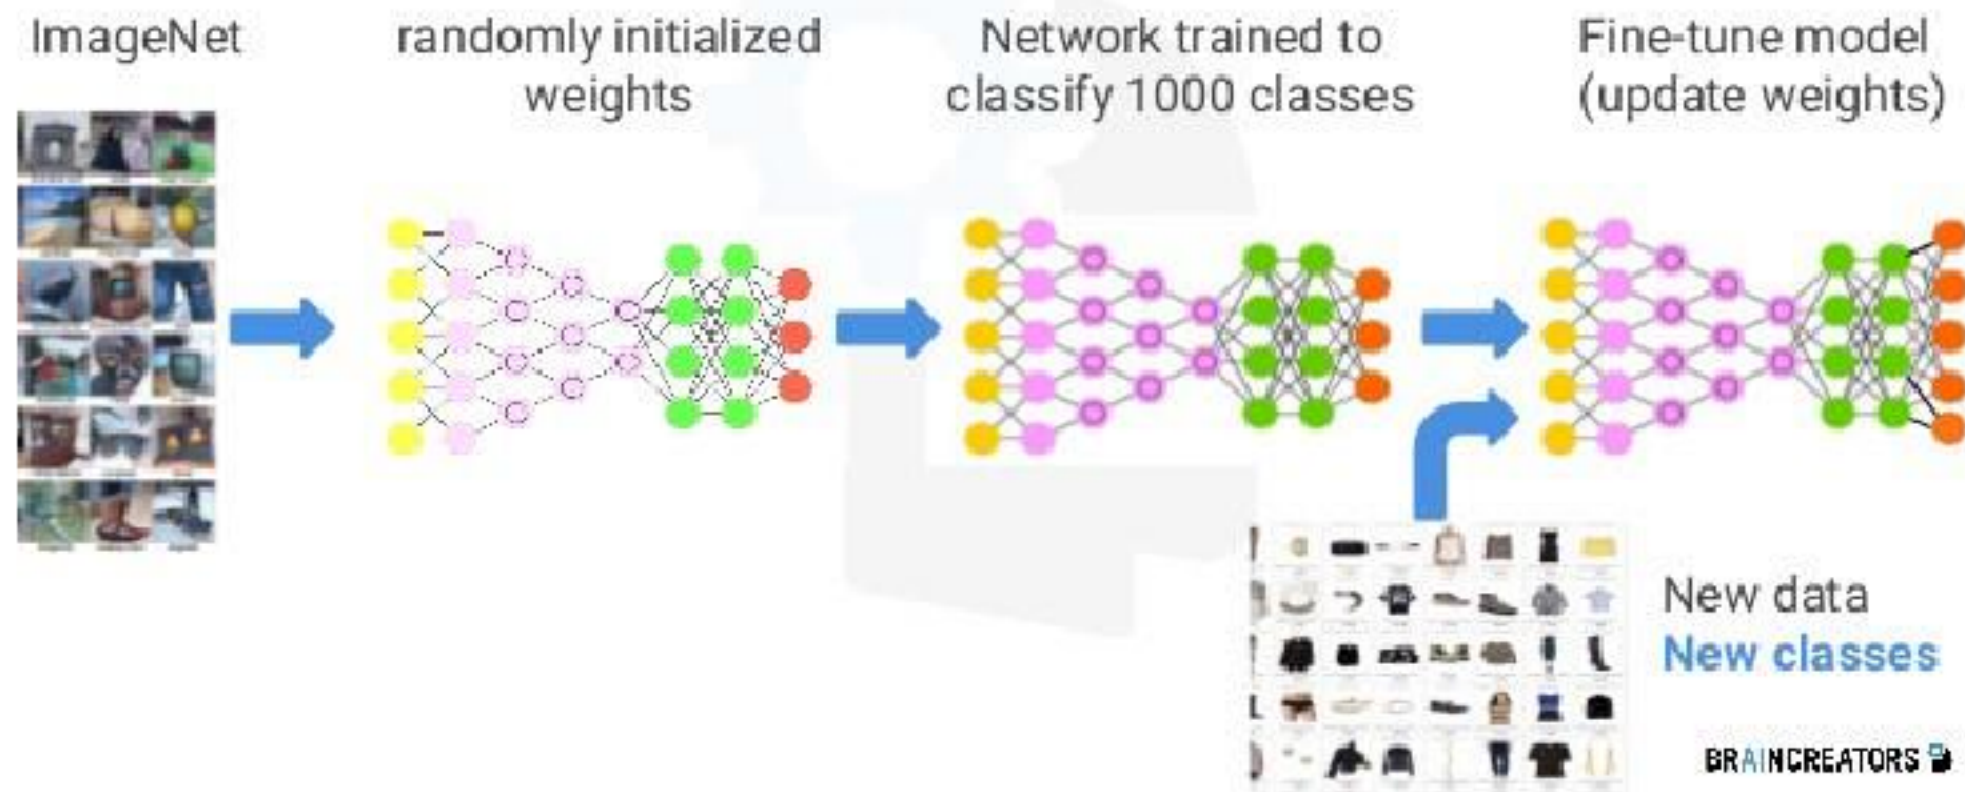 ImageNet
randomly initialized
weights
Network trained to
classify 1000 classes
Fine-tune model
(update weights)
New data
New classes
BRAINCREATORS